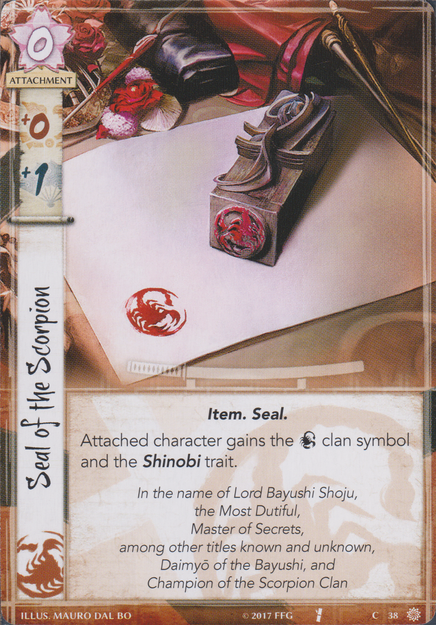 0
ATTACHMENT
+0
+1
Seal of the Scorpion
Item. Seal.
Attached character gains the clan symbol
and the Shinobi trait.
In the name of Lord Bayushi Shoju,
the Most Dutiful,
Master of Secrets,
among other titles known and unknown,
Daimyō of the Bayushi, and
Champion of the Scorpion Clan
ILLUS. MAURO DAL BO © 2017 FFG C 38